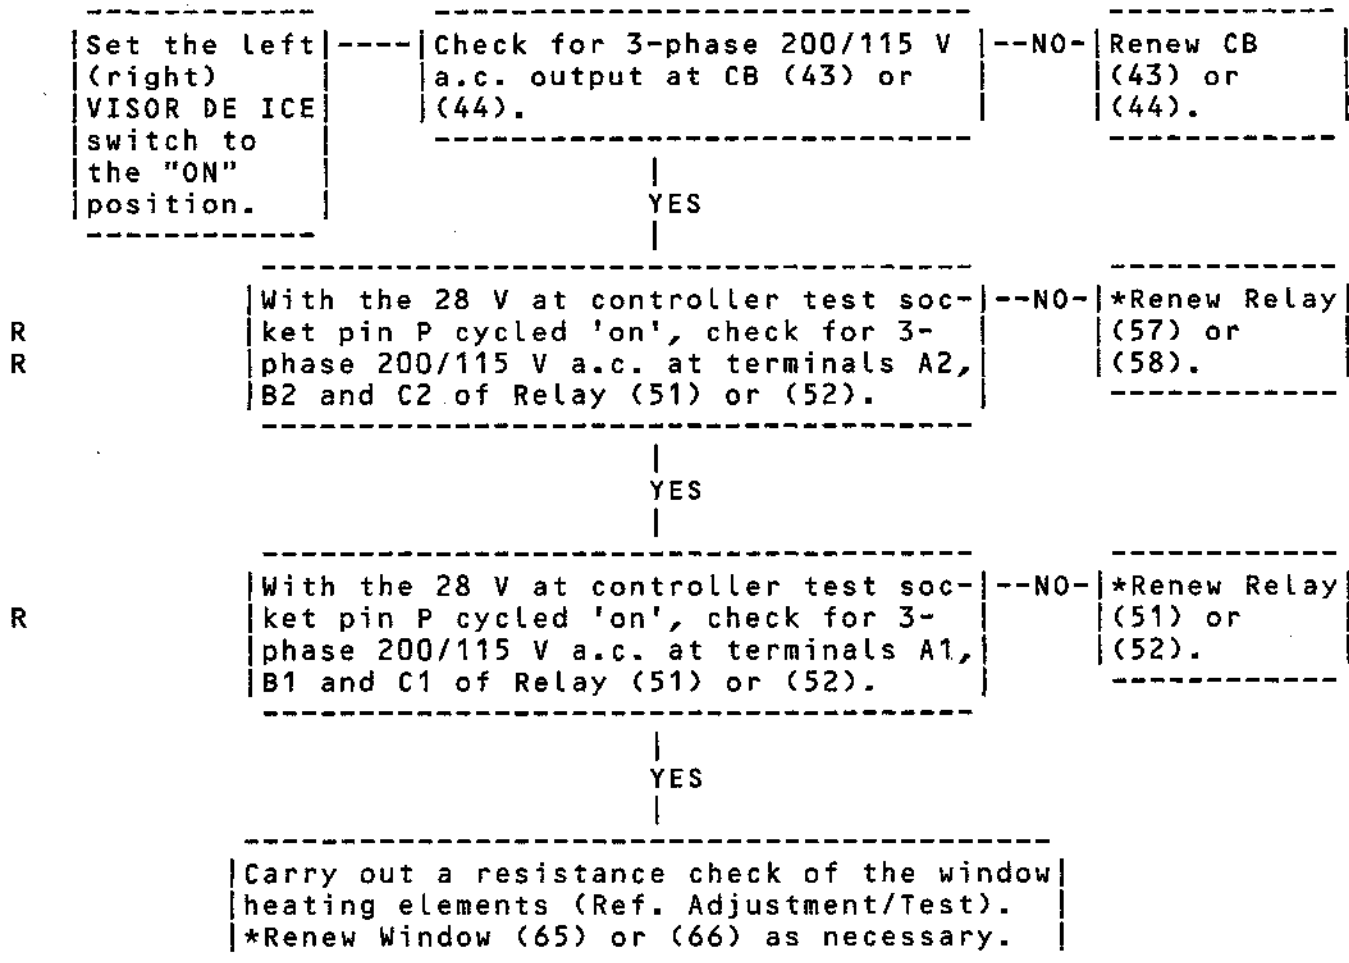 Set the left
(right)
VISOR DE ICE
switch to
the "ON"
position.
Check for 3-phase 200/115 V
a.c. output at CB (43) or
(44).
NO
Renew CB
(43) or
(44).
YES
With the 28 V at controller test soc-
ket pin P cycled 'on', check for 3-
phase 200/115 V a.c. at terminals A2,
B2 and C2 of Relay (51) or (52).
R
R
NO
*Renew Relay
(57) or
(58).
YES
With the 28 V at controller test soc-
ket pin P cycled 'on', check for 3-
phase 200/115 V a.c. at terminals A1,
B1 and C1 of Relay (51) or (52).
R
NO
*Renew Relay
(51) or
(52).
YES
Carry out a resistance check of the window
heating elements (Ref. Adjustment/Test).
*Renew Window (65) or (66) as necessary.